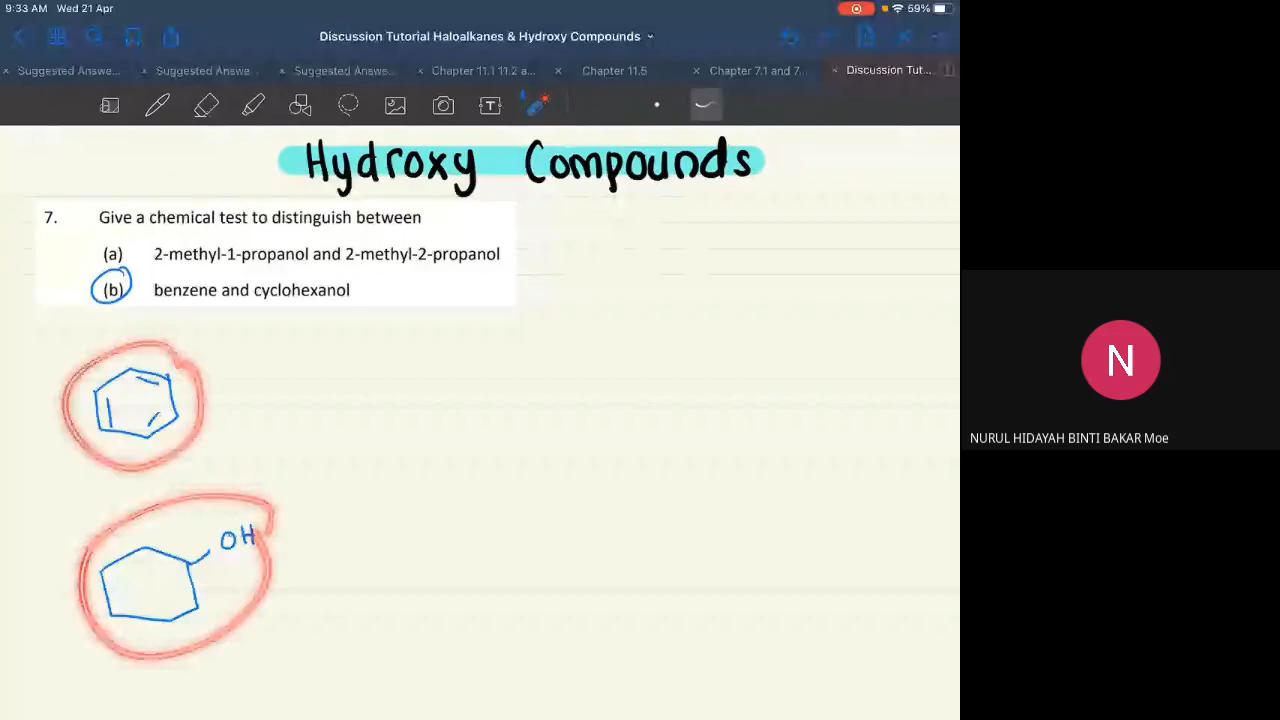 9:33 AM Wed 21 Apr
59%
Discussion Tutorial Haloalkanes & Hydroxy Compounds
Suggested Answe...
Suggested Answe...
Suggested Answe...
Chapter 11.1 11.2 a...
Chapter 11.5
Chapter 7.1 and 7...
Discussion Tut...
T
Hydroxy Compounds
7. Give a chemical test to distinguish between
(a) 2-methyl-1-propanol and 2-methyl-2-propanol
(b) benzene and cyclohexanol
OH
N
NURUL HIDAYAH BINTI BAKAR Moe